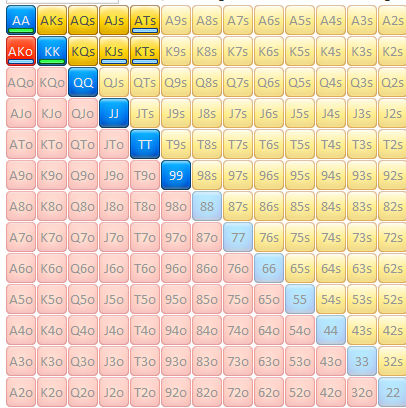 AA AKs AQs AJs ATs A9s A8s A7s A6s A5s A4s A3s A2s
AKo KK KQs KJs KTs K9s K8s K7s K6s K5s K4s K3s K2s
AQo KQo QQ QJs QTs Q9s Q8s Q7s Q6s Q5s Q4s Q3s Q2s
AJo KJo QJo JJ JTs J9s J8s J7s J6s J5s J4s J3s J2s
ATo KTo QTo JTo TT T9s T8s T7s T6s T5s T4s T3s T2s
A9o K9o Q9o J9o T9o 99 98s 97s 96s 95s 94s 93s 92s
A8o K8o Q8o J8o T8o 98o 88 87s 86s 85s 84s 83s 82s
A7o K7o Q7o J7o T7o 97o 87o 77 76s 75s 74s 73s 72s
A6o K6o Q6o J6o T6o 96o 86o 76o 66 65s 64s 63s 62s
A5o K5o Q5o J5o T5o 95o 85o 75o 65o 55 54s 53s 52s
A4o K4o Q4o J4o T4o 94o 84o 74o 64o 54o 44 43s 42s
A3o K3o Q3o J3o T3o 93o 83o 73o 63o 53o 43o 33 32s
A2o K2o Q2o J2o T2o 92o 82o 72o 62o 52o 42o 32o 22